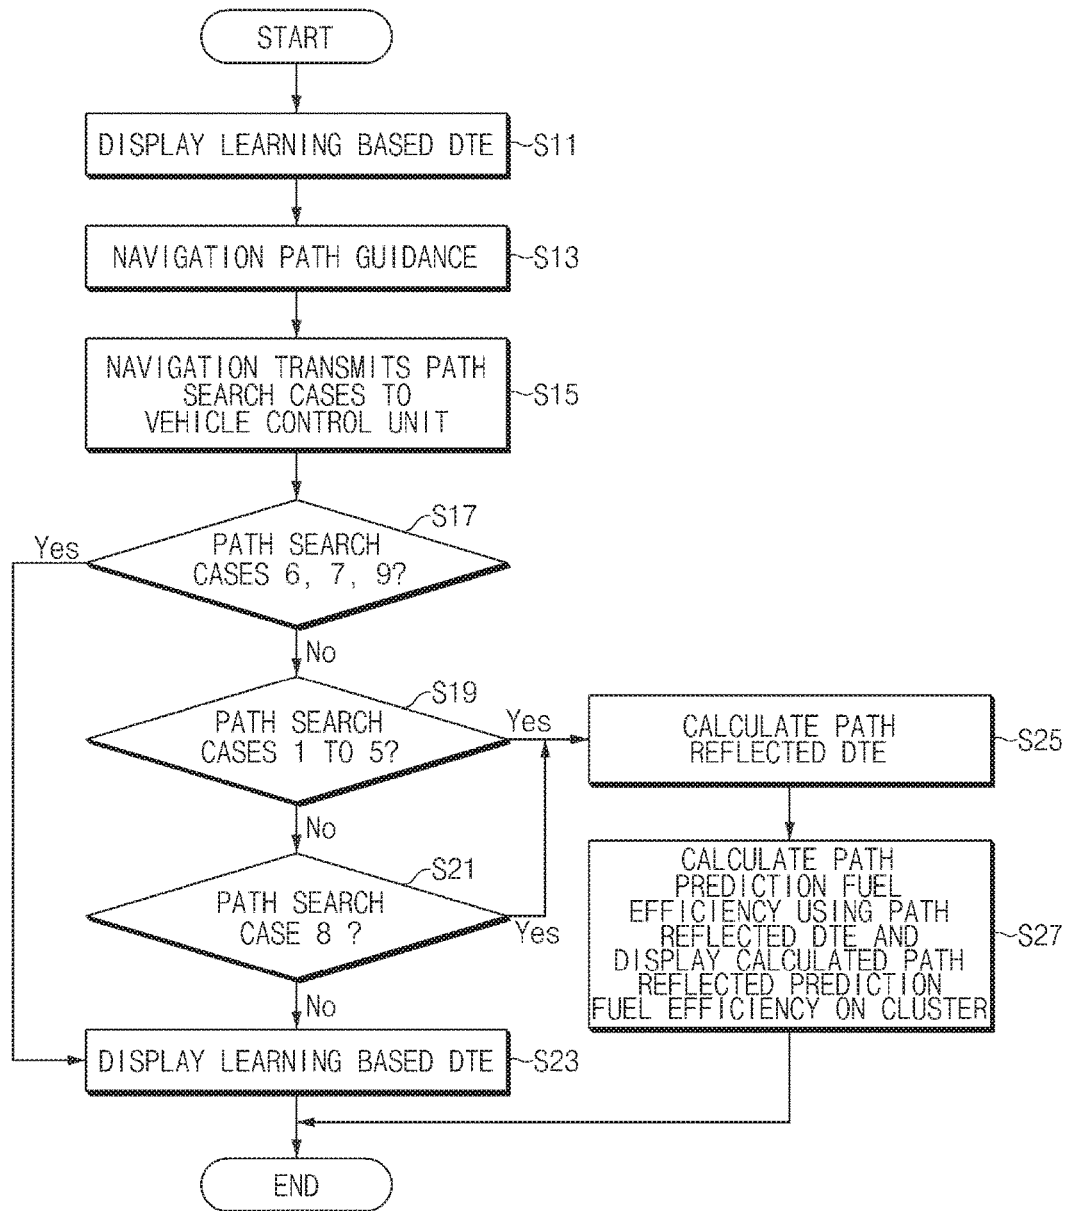 START
DISPLAY LEARNING BASED DTE
S11
NAVIGATION PATH GUIDANCE
S13
NAVIGATION TRANSMITS PATH
SEARCH CASES TO
VEHICLE CONTROL UNIT
S15
S17
PATH SEARCH
CASES 6, 7, 9?
Yes
No
S19
PATH SEARCH
CASES 1 TO 5?
Yes
No
CALCULATE PATH
REFLECTED DTE
S25
S21
PATH SEARCH
CASE 8 ?
Yes
No
CALCULATE PATH
PREDICTION FUEL
EFFICIENCY USING PATH
REFLECTED DTE AND
DISPLAY CALCULATED PATH
REFLECTED PREDICTION
FUEL EFFICIENCY ON CLUSTER
S27
DISPLAY LEARNING BASED DTE
S23
END